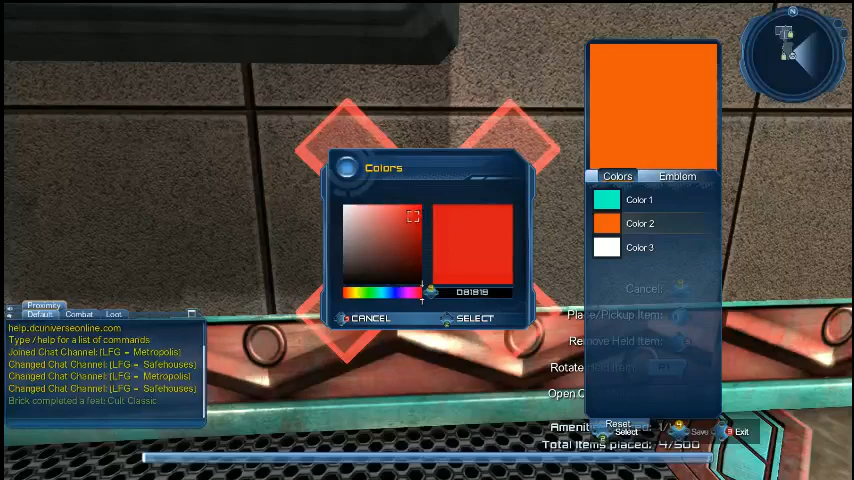 N
Colors
D81818
CANCEL
SELECT
Colors
Emblem
Color 1
Color 2
Color 3
Cancel:
Place/Pickup Item:
Remove Held Item:
Rotate Held Item:
Open
Reset
Select
Save
Exit
Total Items placed: 4/500
Proximity
Default
Combat
Loot
help.dcuniverseonline.com
Type /help for a list of commands
Joined Chat Channel: [LFG - Metropolis]
Changed Chat Channel: [LFG - Safehouses]
Changed Chat Channel: [LFG - Metropolis]
Changed Chat Channel: [LFG - Safehouses]
Brick completed a feat: Cult Classic